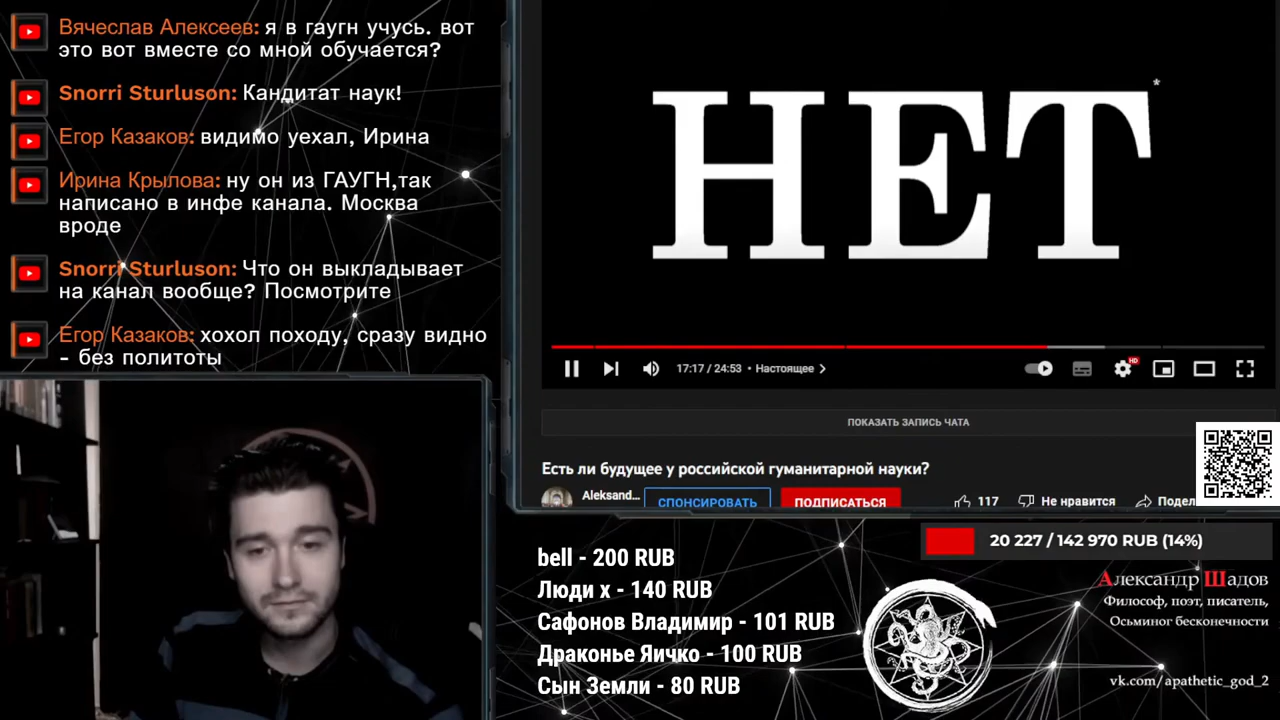 Вячеслав Алексеев: я в гаугн учусь. вот
это вот вместе со мной обучается?
Snorri Sturluson: Кандитат наук!
Егор Казаков: видимо уехал, Ирина
Ирина Крылова: ну он из ГАУГН,так
написано в инфе канала. Москва
вроде
Snorri Sturluson: Что он выкладывает
на канал вообще? Посмотрите
Егор Казаков: хохол походу, сразу видно
- без политоты
НЕТ*
17:17 / 24:53 • Настоящее
HD
ПОКАЗАТЬ ЗАПИСЬ ЧАТА
Есть ли будущее у российской гуманитарной науки?
Aleksand...
СПОНСИРОВАТЬ
ПОДПИСАТЬСЯ
117
Не нравится
Подел
20 227 / 142 970 RUB (14%)
bell - 200 RUB
Люди х - 140 RUB
Сафонов Владимир - 101 RUB
Драконье Яичко - 100 RUB
Сын Земли - 80 RUB
Александр Шадов
Философ, поэт, писатель,
Осьминог бесконечности
vk.com/apathetic_god_2